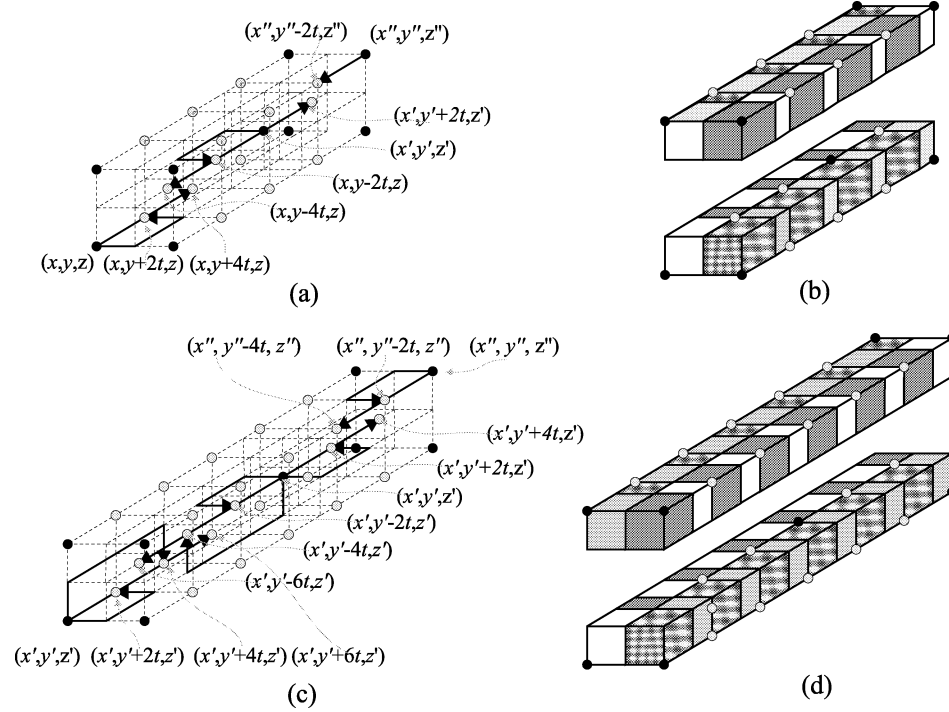 (x'',y''-2t,z'') (x'',y'',z'')
(x',y'+2t,z')
(x',y',z')
(x,y-2t,z)
(x,y-4t,z)
(x,y,z) (x,y+2t,z) (x,y+4t,z)
(a)
(b)
(x'', y''-4t, z'') (x'', y''-2t, z'') (x'', y'', z'')
(x',y'+4t,z')
(x',y'+2t,z')
(x',y',z')
(x',y'-2t,z')
(x',y'-4t,z')
(x',y'-6t,z')
(x',y',z') (x',y'+2t,z') (x',y'+4t,z') (x',y'+6t,z')
(c)
(d)